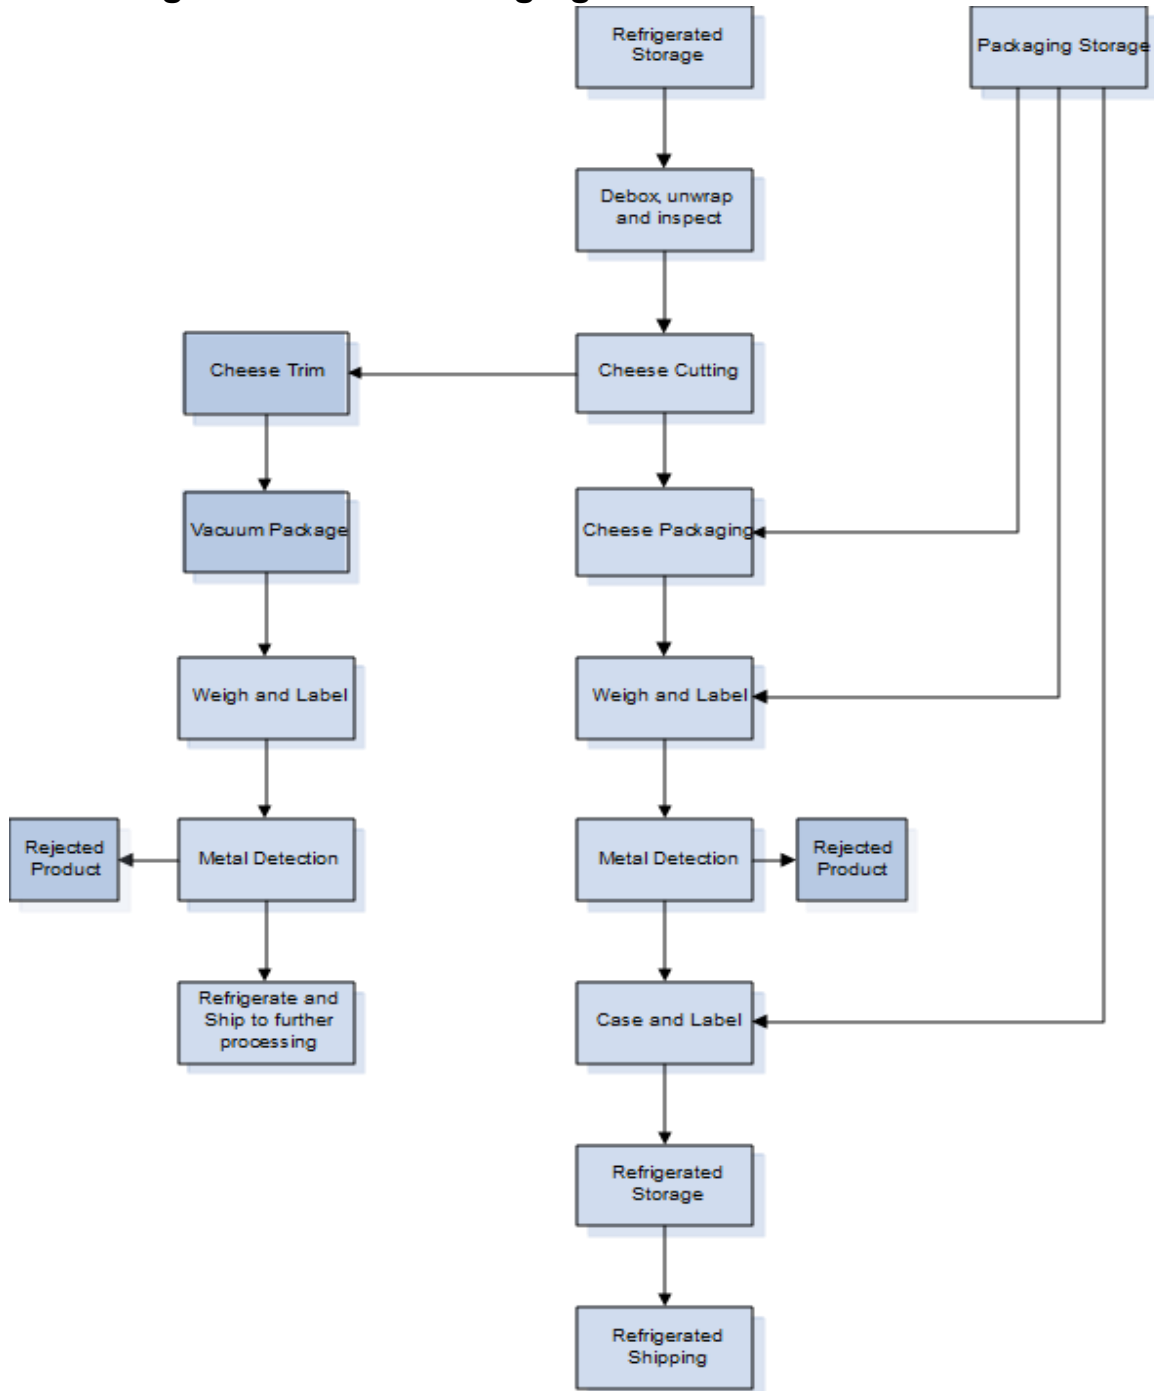 Refrigerated
Storage
Packaging Storage
Debox, unwrap
and inspect
Cheese Trim
Cheese Cutting
Vacuum Package
Cheese Packaging
Weigh and Label
Weigh and Label
Rejected
Product
Metal Detection
Metal Detection
Rejected
Product
Refrigerate and
Ship to further
processing
Case and Label
Refrigerated
Storage
Refrigerated
Shipping